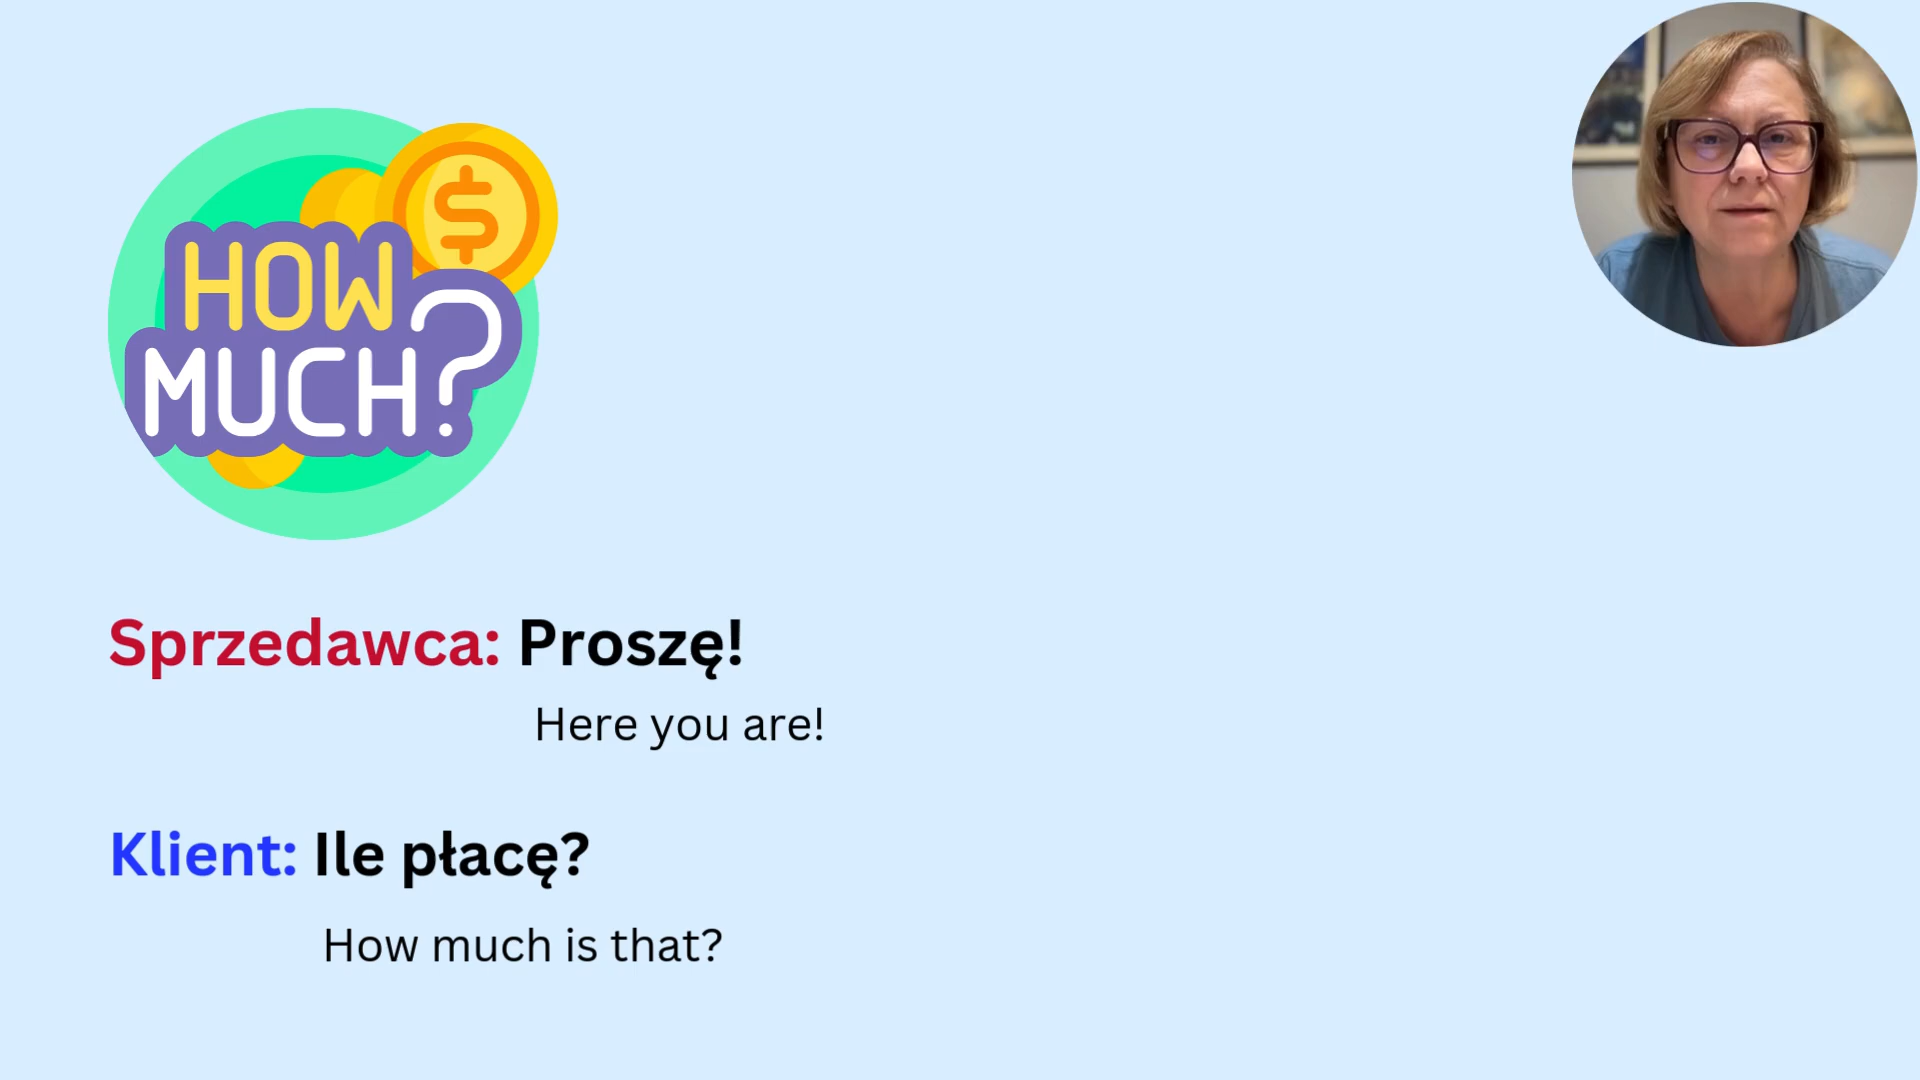 HOW
MUCH?
Sprzedawca: Proszę!
Here you are!
Klient: Ile płacę?
How much is that?